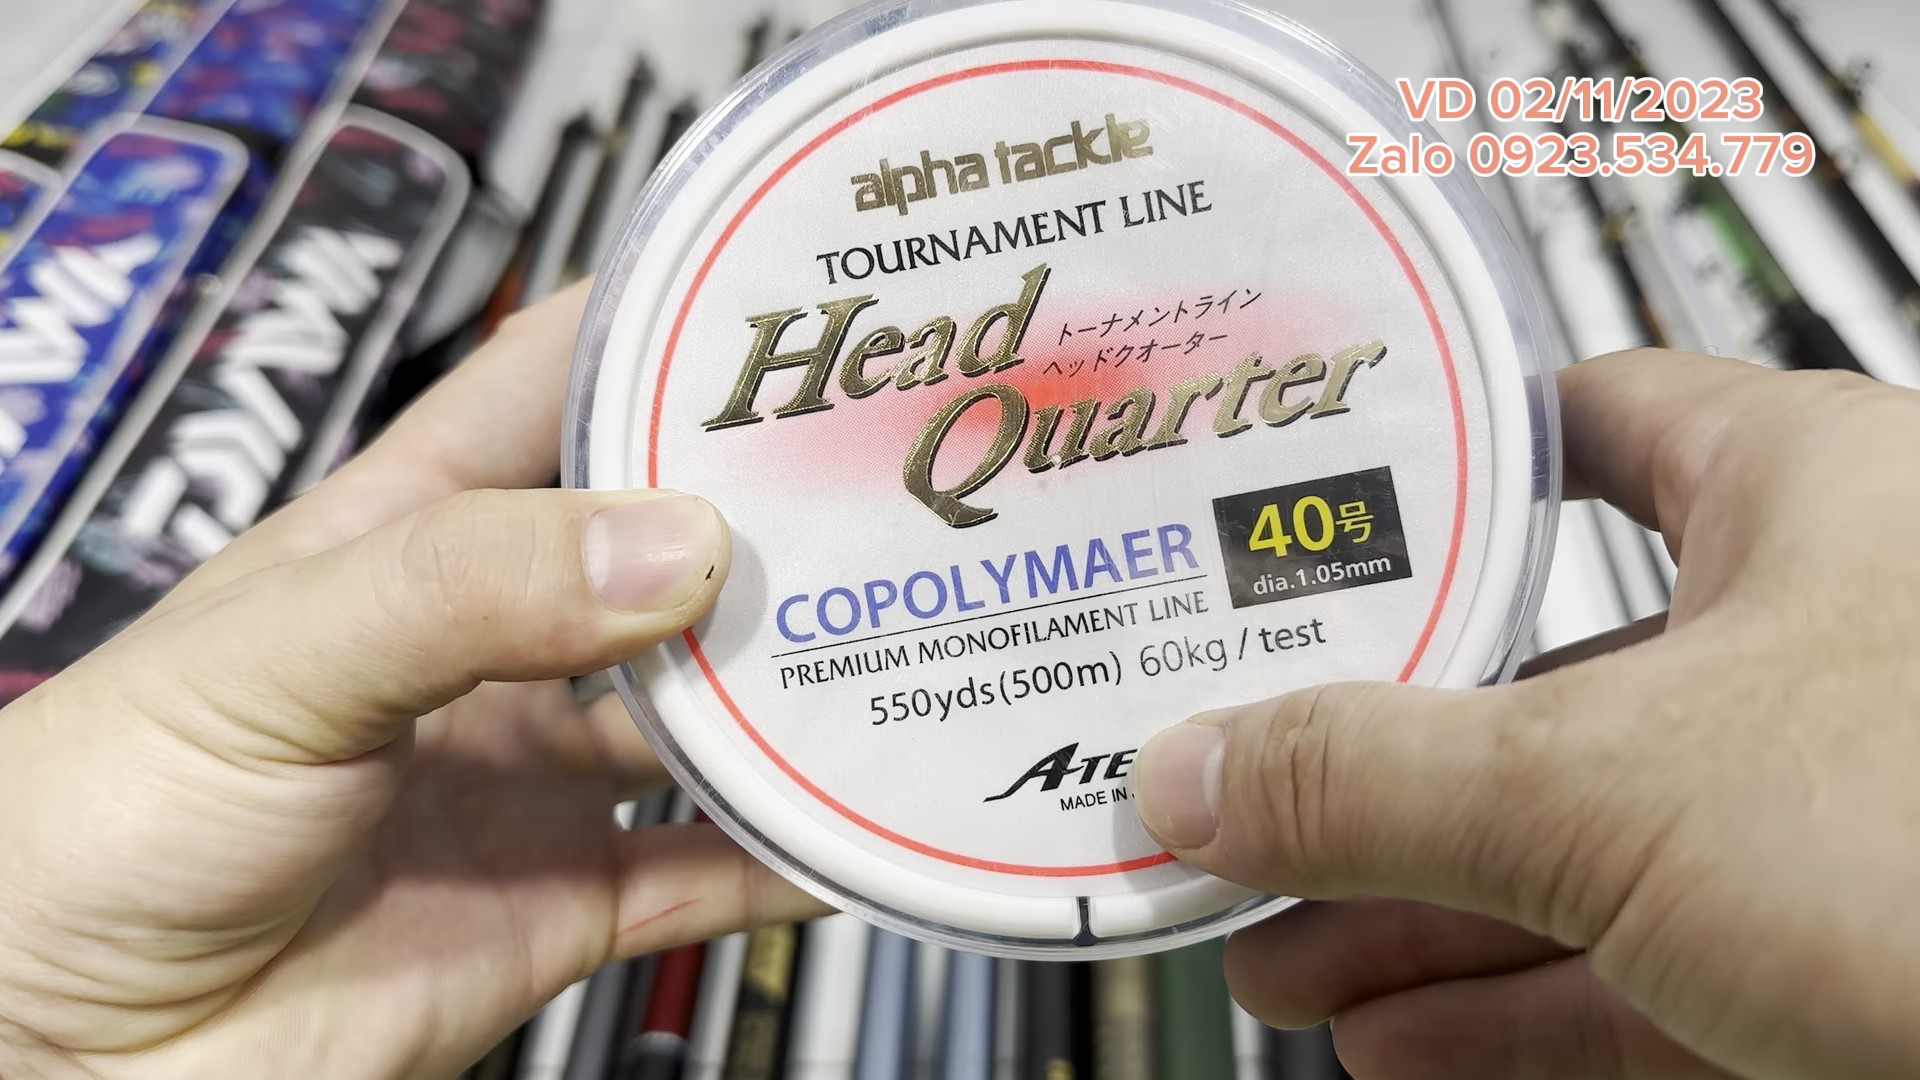 VD 02/11/2023
Zalo 0923.534.779
alpha tackle
TOURNAMENT LINE
Head
トーナメントライン
ヘッドクオーター
Quarter
COPOLYMAER
40号
dia.1.05mm
PREMIUM MONOFILAMENT LINE
550yds(500m) 60kg / test
MADE IN
DAIWA
DAIWA